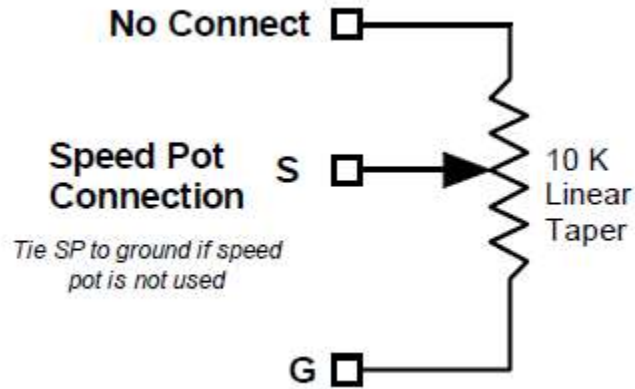 No Connect
Speed Pot
Connection
S
Tie SP to ground if speed
pot is not used
10 K
Linear
Taper
G